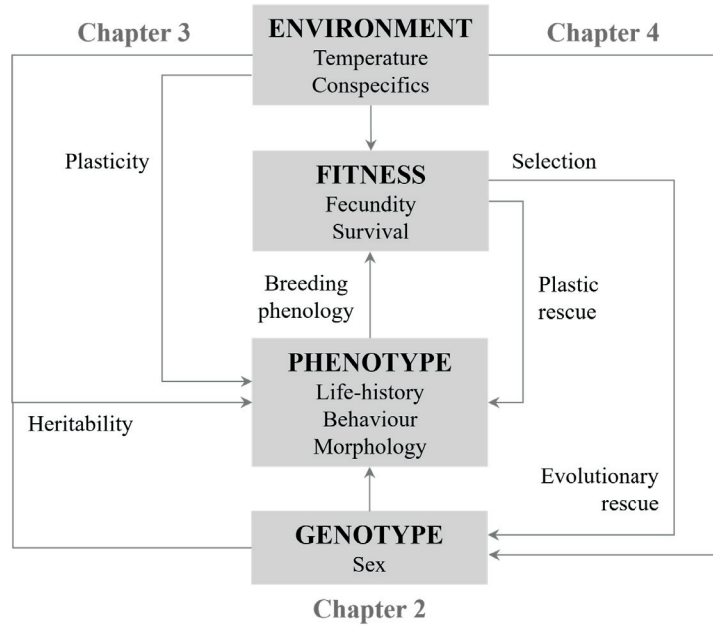 Chapter 3
ENVIRONMENT
Temperature
Conspecifics
Chapter 4
Plasticity
FITNESS
Fecundity
Survival
Selection
Breeding
phenology
Plastic
rescue
PHENOTYPE
Life-history
Behaviour
Morphology
Heritability
Evolutionary
rescue
GENOTYPE
Sex
Chapter 2